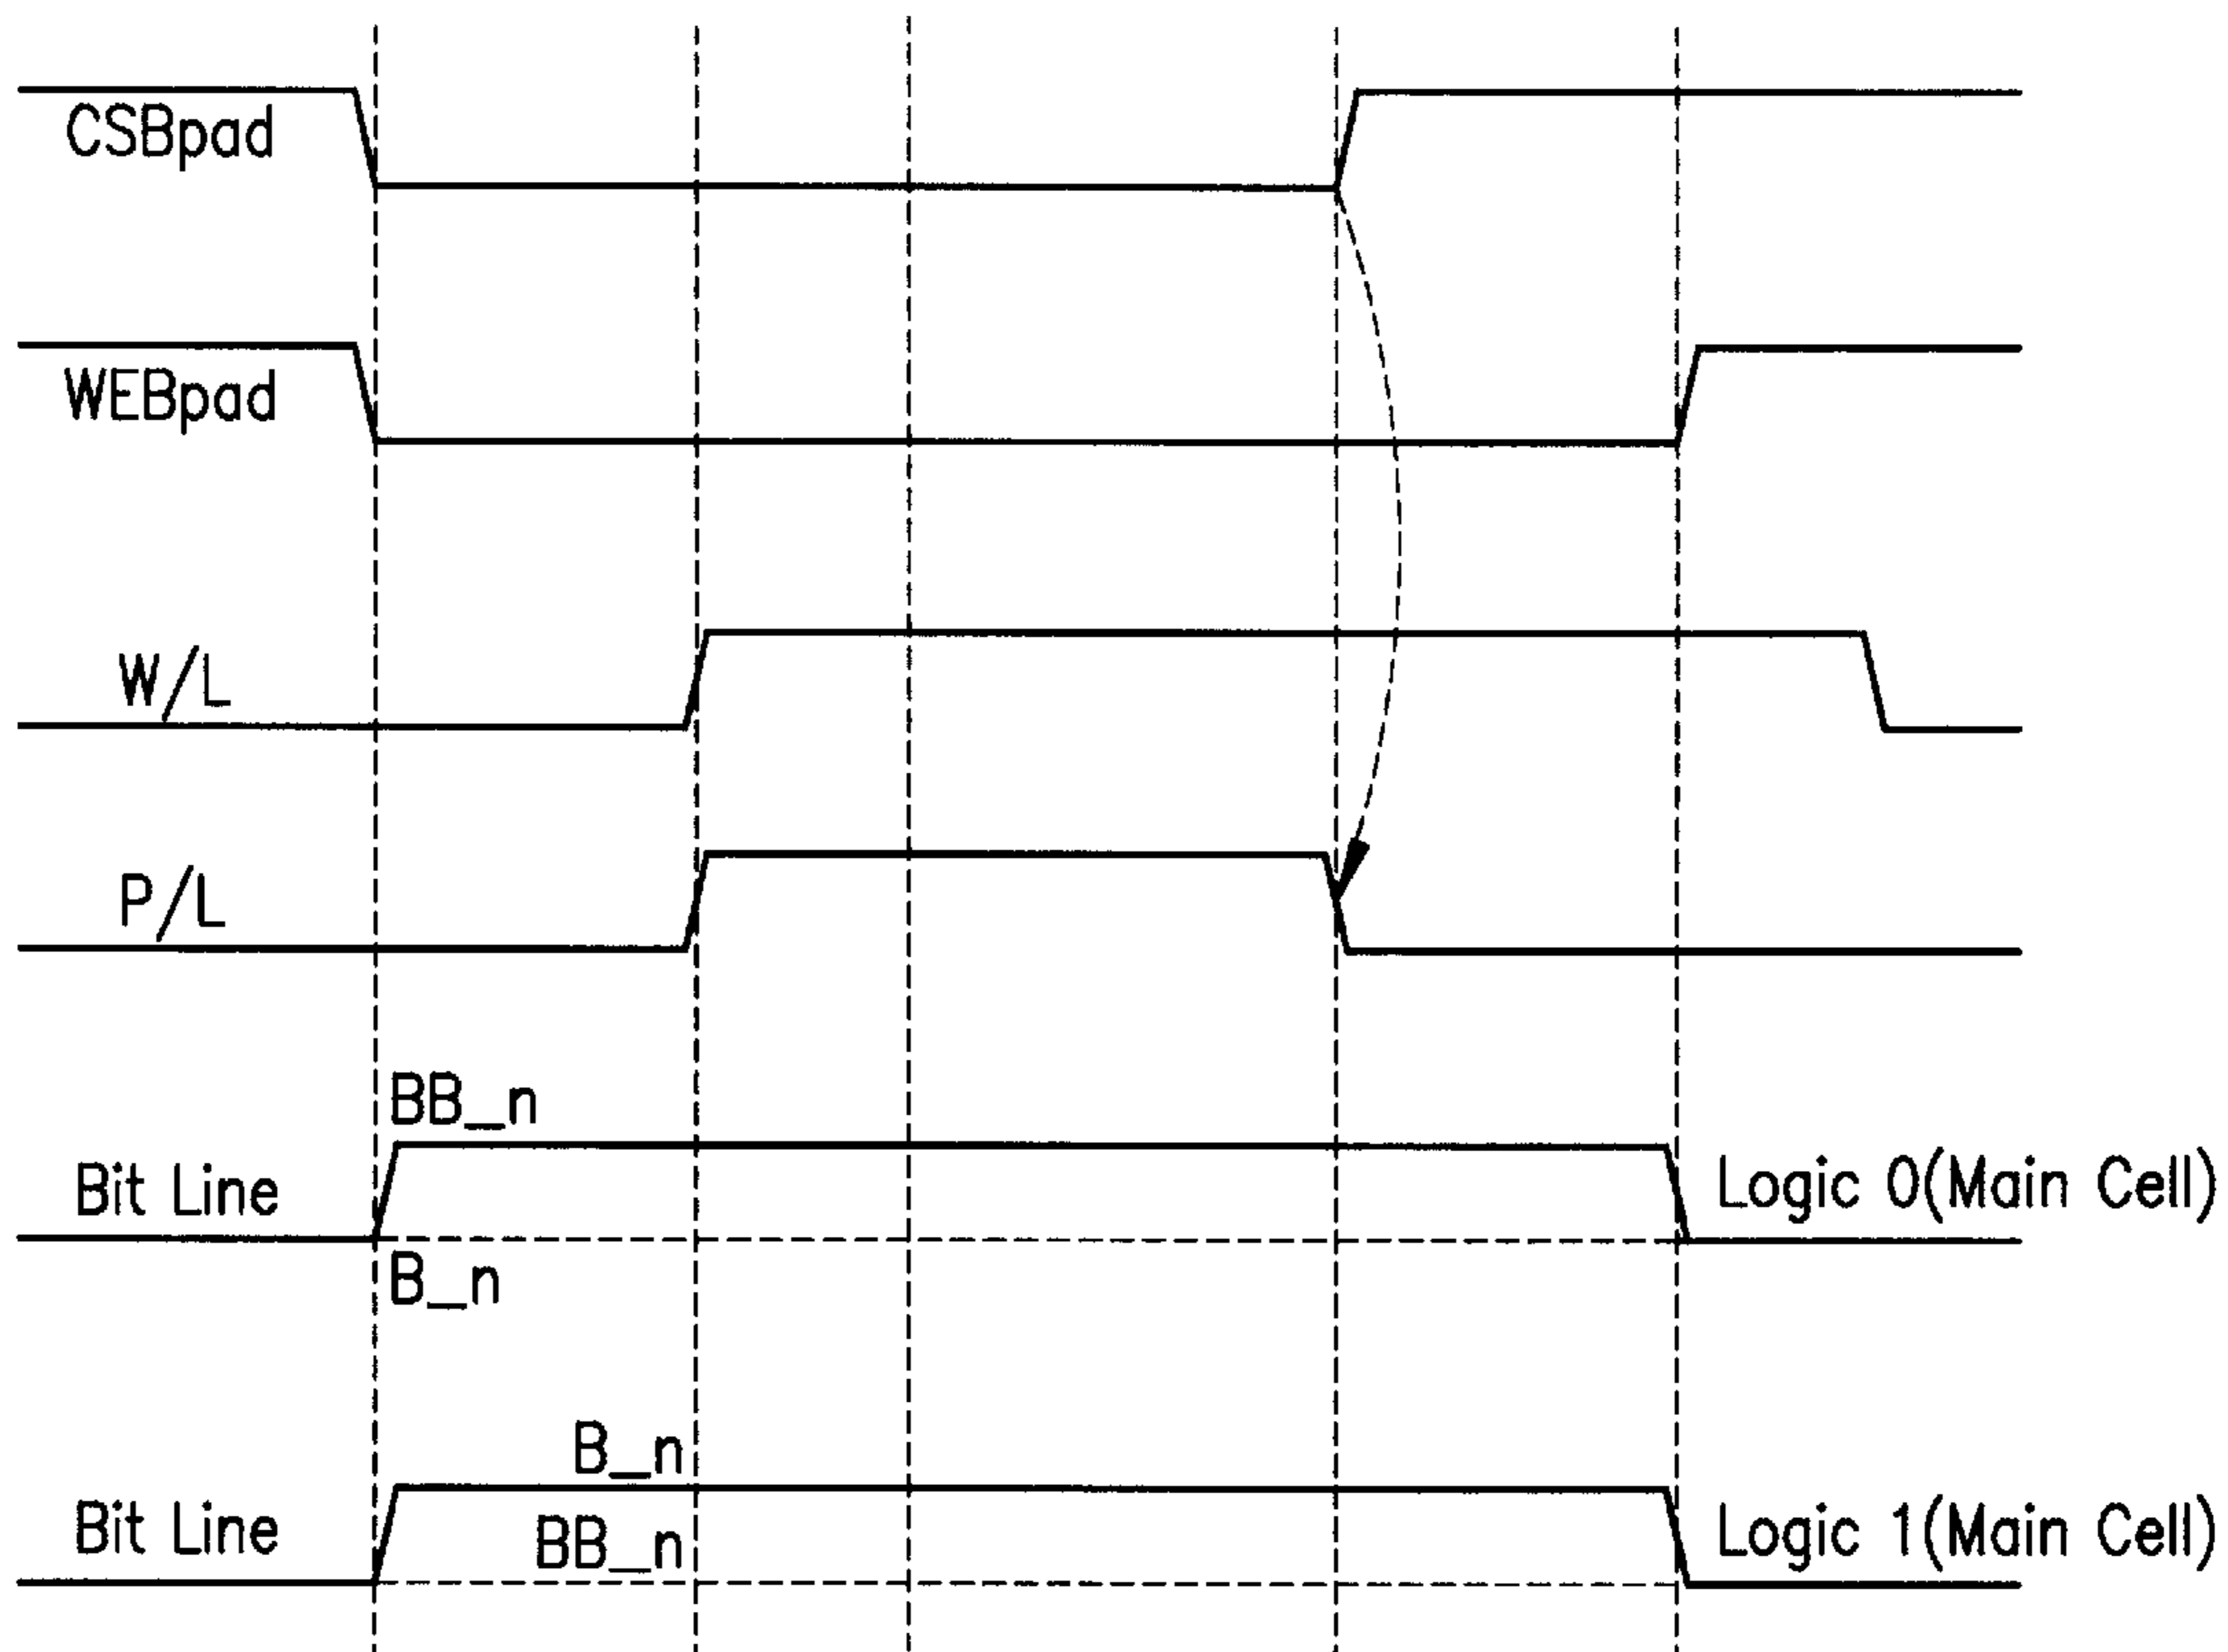 CSBpad
WEBpad
W/L
P/L
BB_n
Bit Line
Logic 0(Main Cell)
B_n
B_n
Bit Line
BB_n
Logic 1(Main Cell)